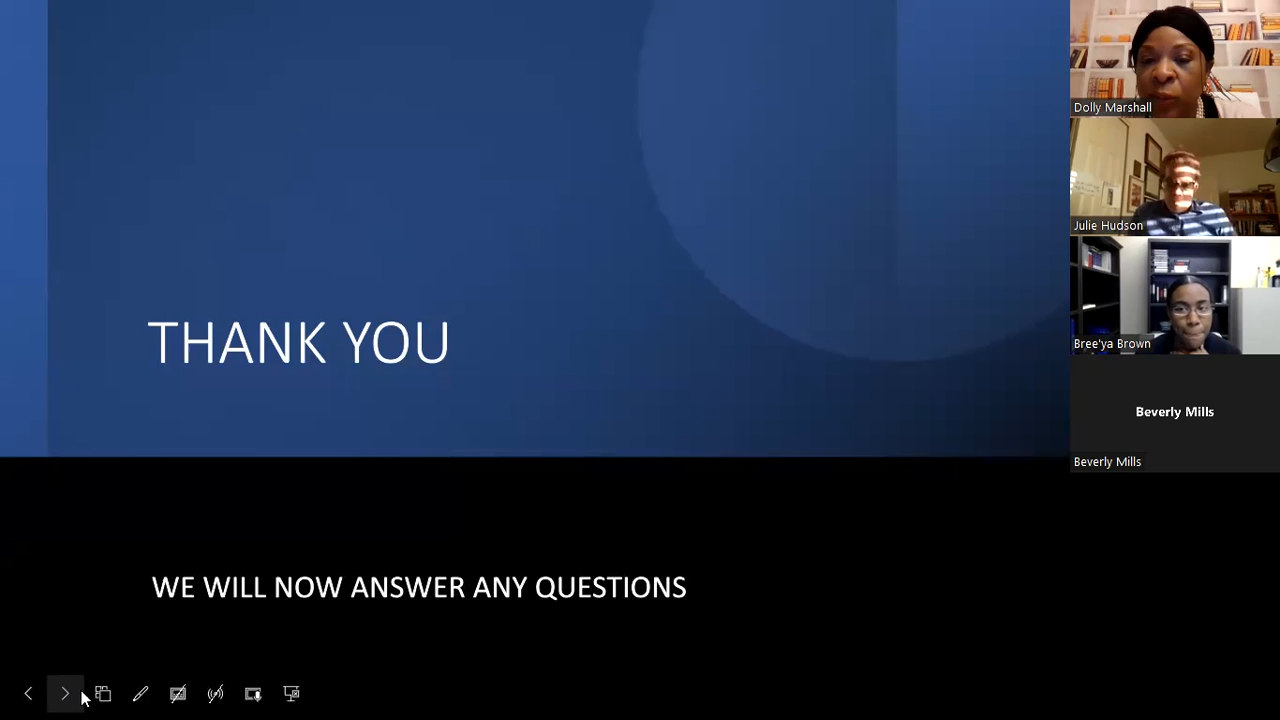 THANK YOU
WE WILL NOW ANSWER ANY QUESTIONS
Dolly Marshall
Julie Hudson
Bree'ya Brown
Beverly Mills
Beverly Mills